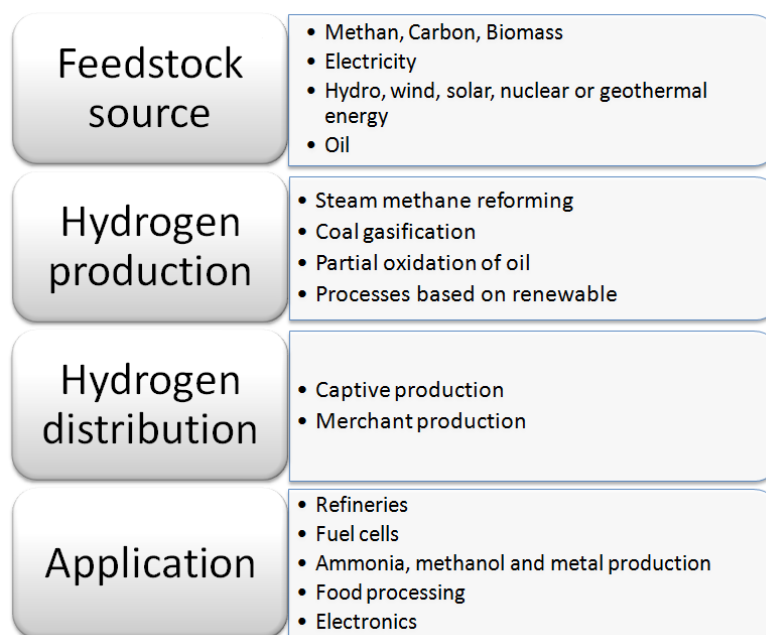 Feedstock
source
• Methan, Carbon, Biomass
• Electricity
• Hydro, wind, solar, nuclear or geothermal
energy
• Oil
Hydrogen
production
• Steam methane reforming
• Coal gasification
• Partial oxidation of oil
• Processes based on renewable
Hydrogen
distribution
• Captive production
• Merchant production
Application
• Refineries
• Fuel cells
• Ammonia, methanol and metal production
• Food processing
• Electronics